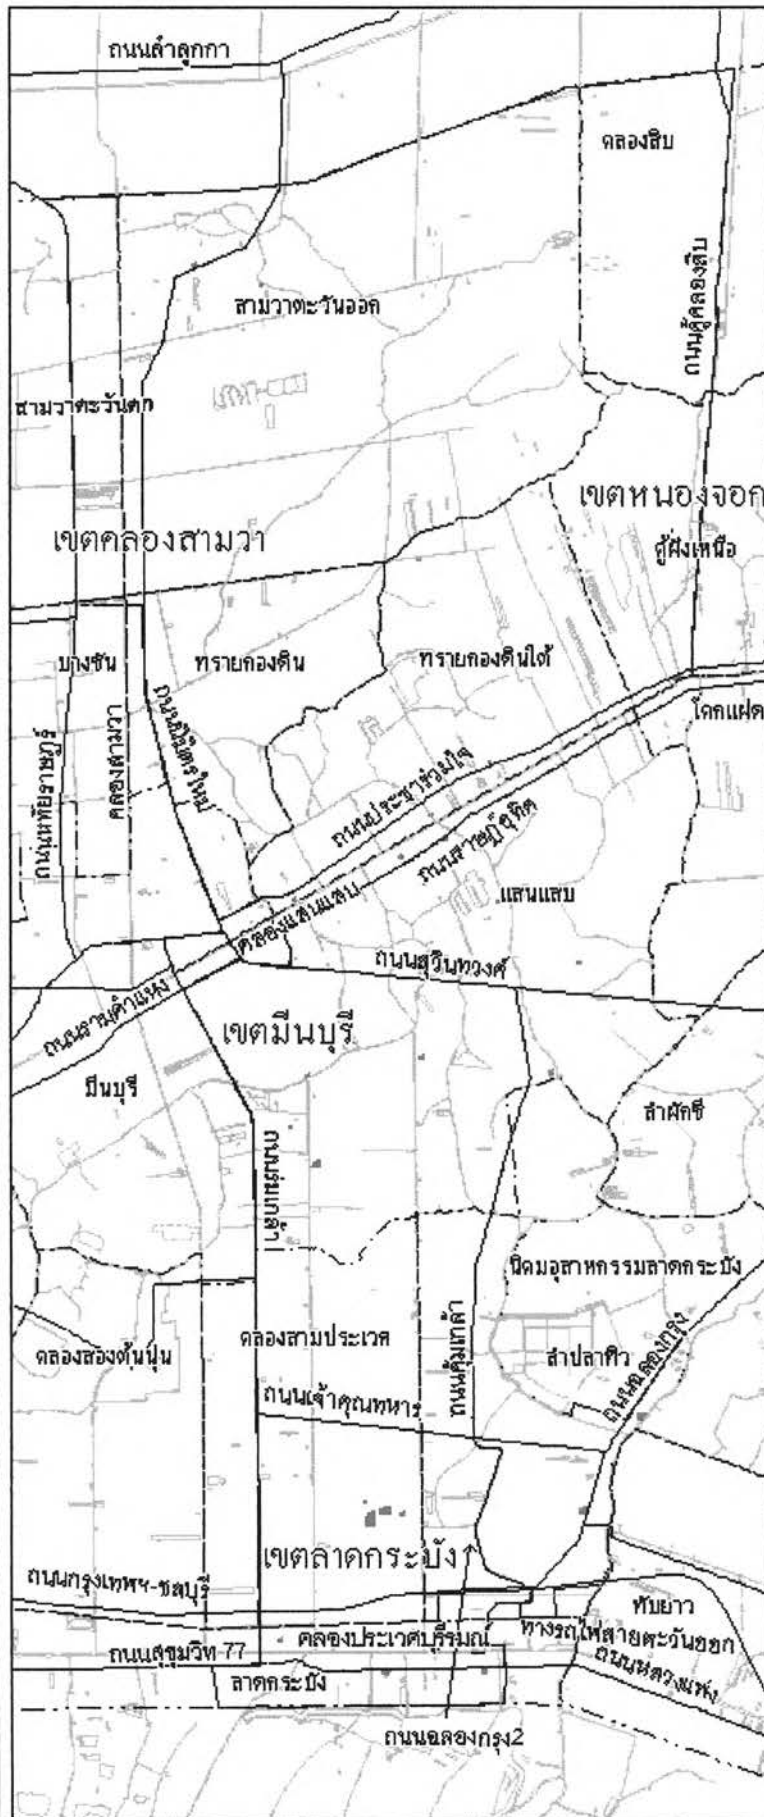 ถนนลำลูกกา
คลองสิบ
ถนนคู้คลองสิบ
สามวาตะวันออก
สามวาตะวันตก
เขตหนองจอก
เขตคลองสามวา
คู้ฝั่งเหนือ
บางชัน
ทรายกองดิน
ทรายกองดินใต้
โคกแฝด
ถนนหทัยราษฎร์
คลองสามวา
ถนนนิมิตรใหม่
ถนนประชาร่วมใจ
ถนนราษฎร์อุทิศ
แสนแสบ
คลองแสนแสบ
ถนนสุวินทวงศ์
ถนนรามคำแหง
เขตมีนบุรี
มีนบุรี
ลำผักชี
ถนนร่มเกล้า
นิคมอุสาหกรรมลาดกระบัง
คลองสามประเวศ
คลองสองต้นนุ่น
ถนนคุ้มเกล้า
ลำปลาทิว
ถนนฉลองกรุง
ถนนเจ้าคุณทหาร
เขตลาดกระบัง
ถนนกรุงเทพฯ-ชลบุรี
ทับยาว
คลองประเวศบุรีรมณ์
ทางรถไฟสายตะวันออก
ถนนสุขุมวิท 77
ถนนหลวงแพ่ง
ลาดกระบัง
ถนนฉลองกรุง2